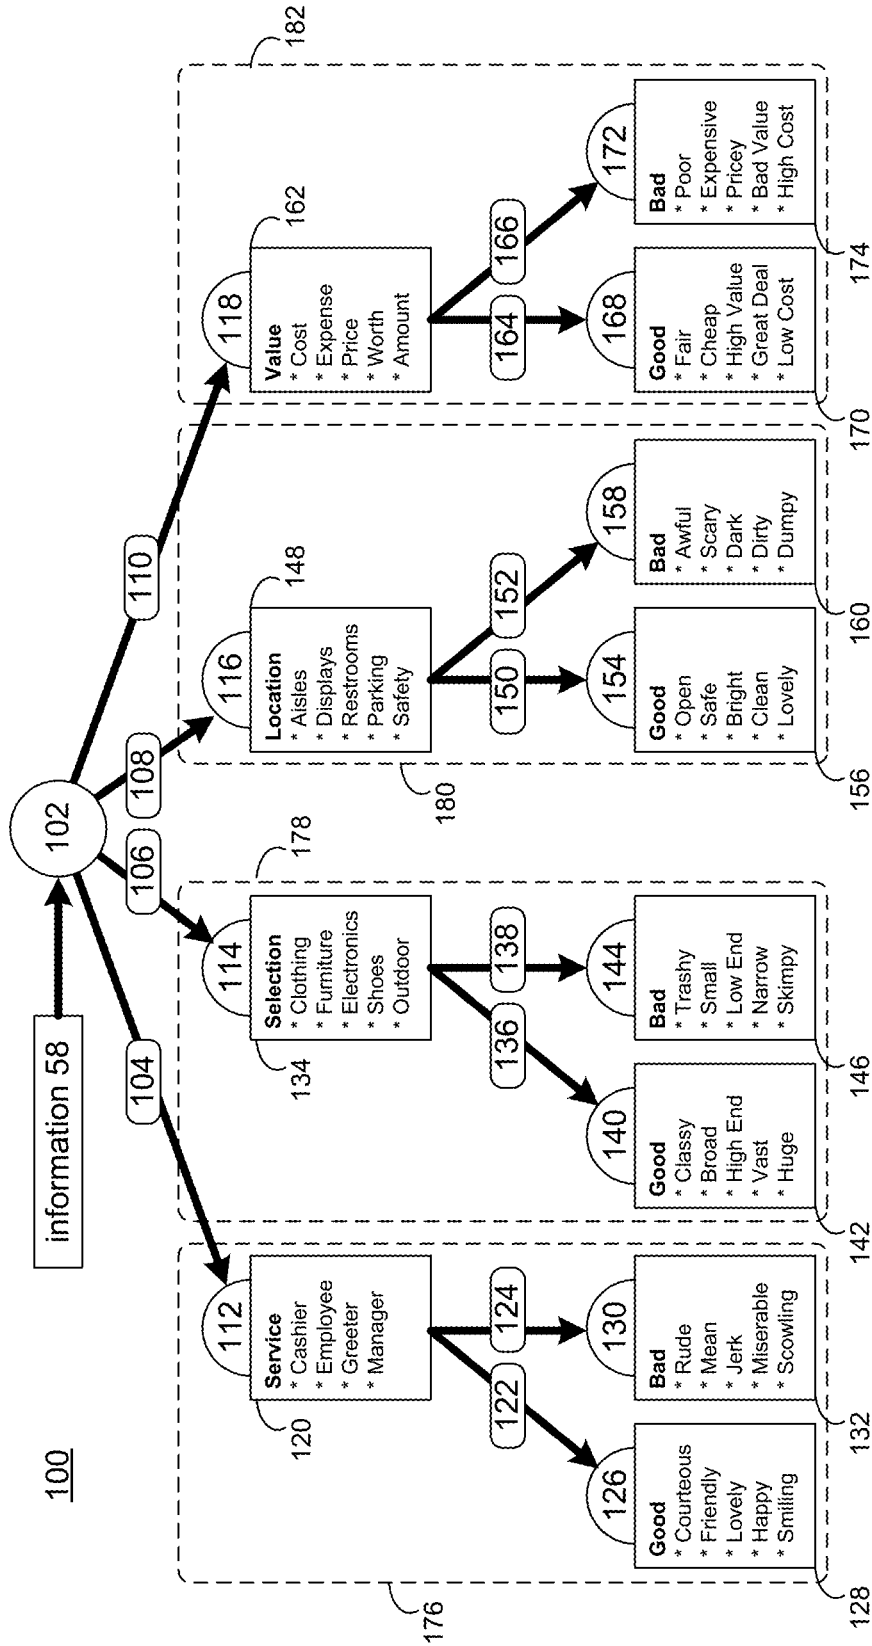 100
information 58
102
104
106
108
110
176
178
180
182
112
Service
* Cashier
* Employee
* Greeter
* Manager
120
122
124
126
Good
* Courteous
* Friendly
* Lovely
* Happy
* Smiling
128
130
Bad
* Rude
* Mean
* Jerk
* Miserable
* Scowling
132
114
Selection
* Clothing
* Furniture
* Electronics
* Shoes
* Outdoor
134
136
138
140
Good
* Classy
* Broad
* High End
* Vast
* Huge
142
144
Bad
* Trashy
* Small
* Low End
* Narrow
* Skimpy
146
116
Location
* Aisles
* Displays
* Restrooms
* Parking
* Safety
148
150
152
154
Good
* Open
* Safe
* Bright
* Clean
* Lovely
156
158
Bad
* Awful
* Scary
* Dark
* Dirty
* Dumpy
160
118
Value
* Cost
* Expense
* Price
* Worth
* Amount
162
164
166
168
Good
* Fair
* Cheap
* High Value
* Great Deal
* Low Cost
170
172
Bad
* Poor
* Expensive
* Pricey
* Bad Value
* High Cost
174